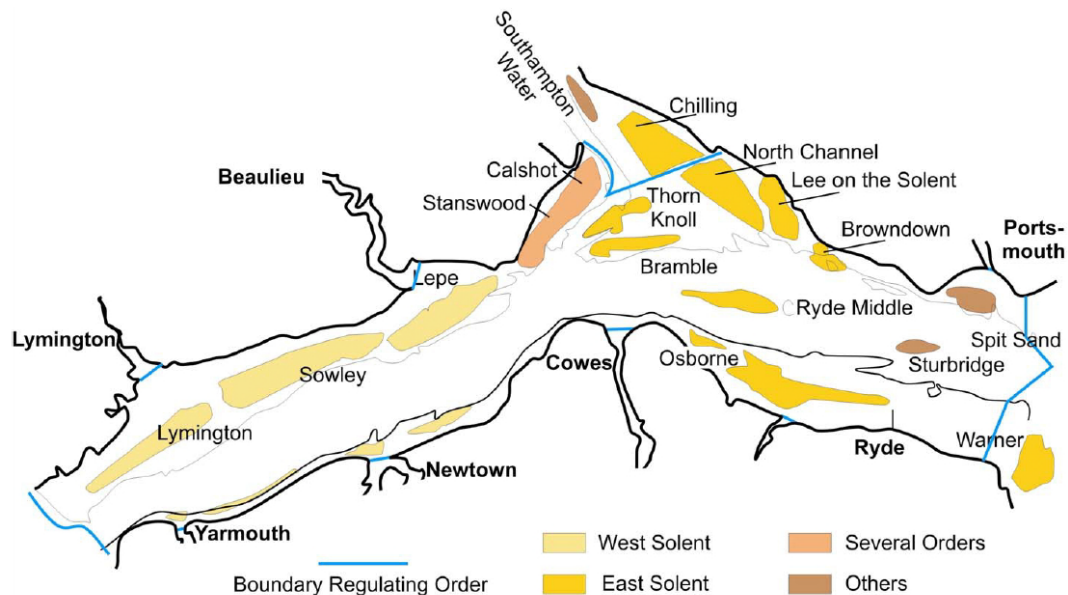 Southampton
Water
Chilling
North Channel
Lee on the Solent
Calshot
Beaulieu
Stanswood
Thorn
Knoll
Browndown
Ports-
mouth
Bramble
Lepe
Ryde Middle
Lymington
Spit Sand
Cowes
Osborne
Sturbridge
Sowley
Lymington
Ryde
Warner
Newtown
Yarmouth
West Solent
Several Orders
Boundary Regulating Order
East Solent
Others